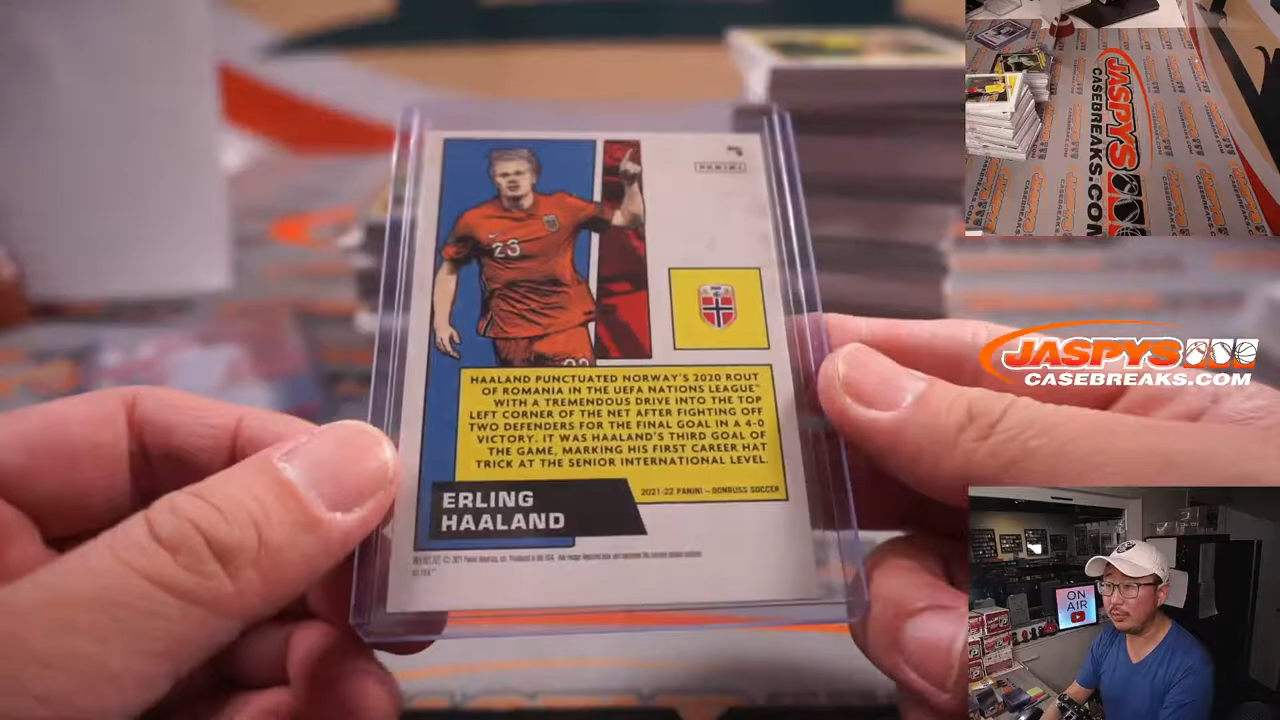 PANINI
23
HAALAND PUNCTUATED NORWAY'S 2020 ROUT
OF ROMANIA IN THE UEFA NATIONS LEAGUE™
WITH A TREMENDOUS DRIVE INTO THE TOP
LEFT CORNER OF THE NET AFTER FIGHTING OFF
TWO DEFENDERS FOR THE FINAL GOAL IN A 4-0
VICTORY. IT WAS HAALAND'S THIRD GOAL OF
THE GAME, MARKING HIS FIRST CAREER HAT
TRICK AT THE SENIOR INTERNATIONAL LEVEL.
2021-22 PANINI – DONRUSS SOCCER
ERLING
HAALAND
JASPYS
CASEBREAKS.COM
JASPYS
CASEBREAKS.COM
ON
AIR